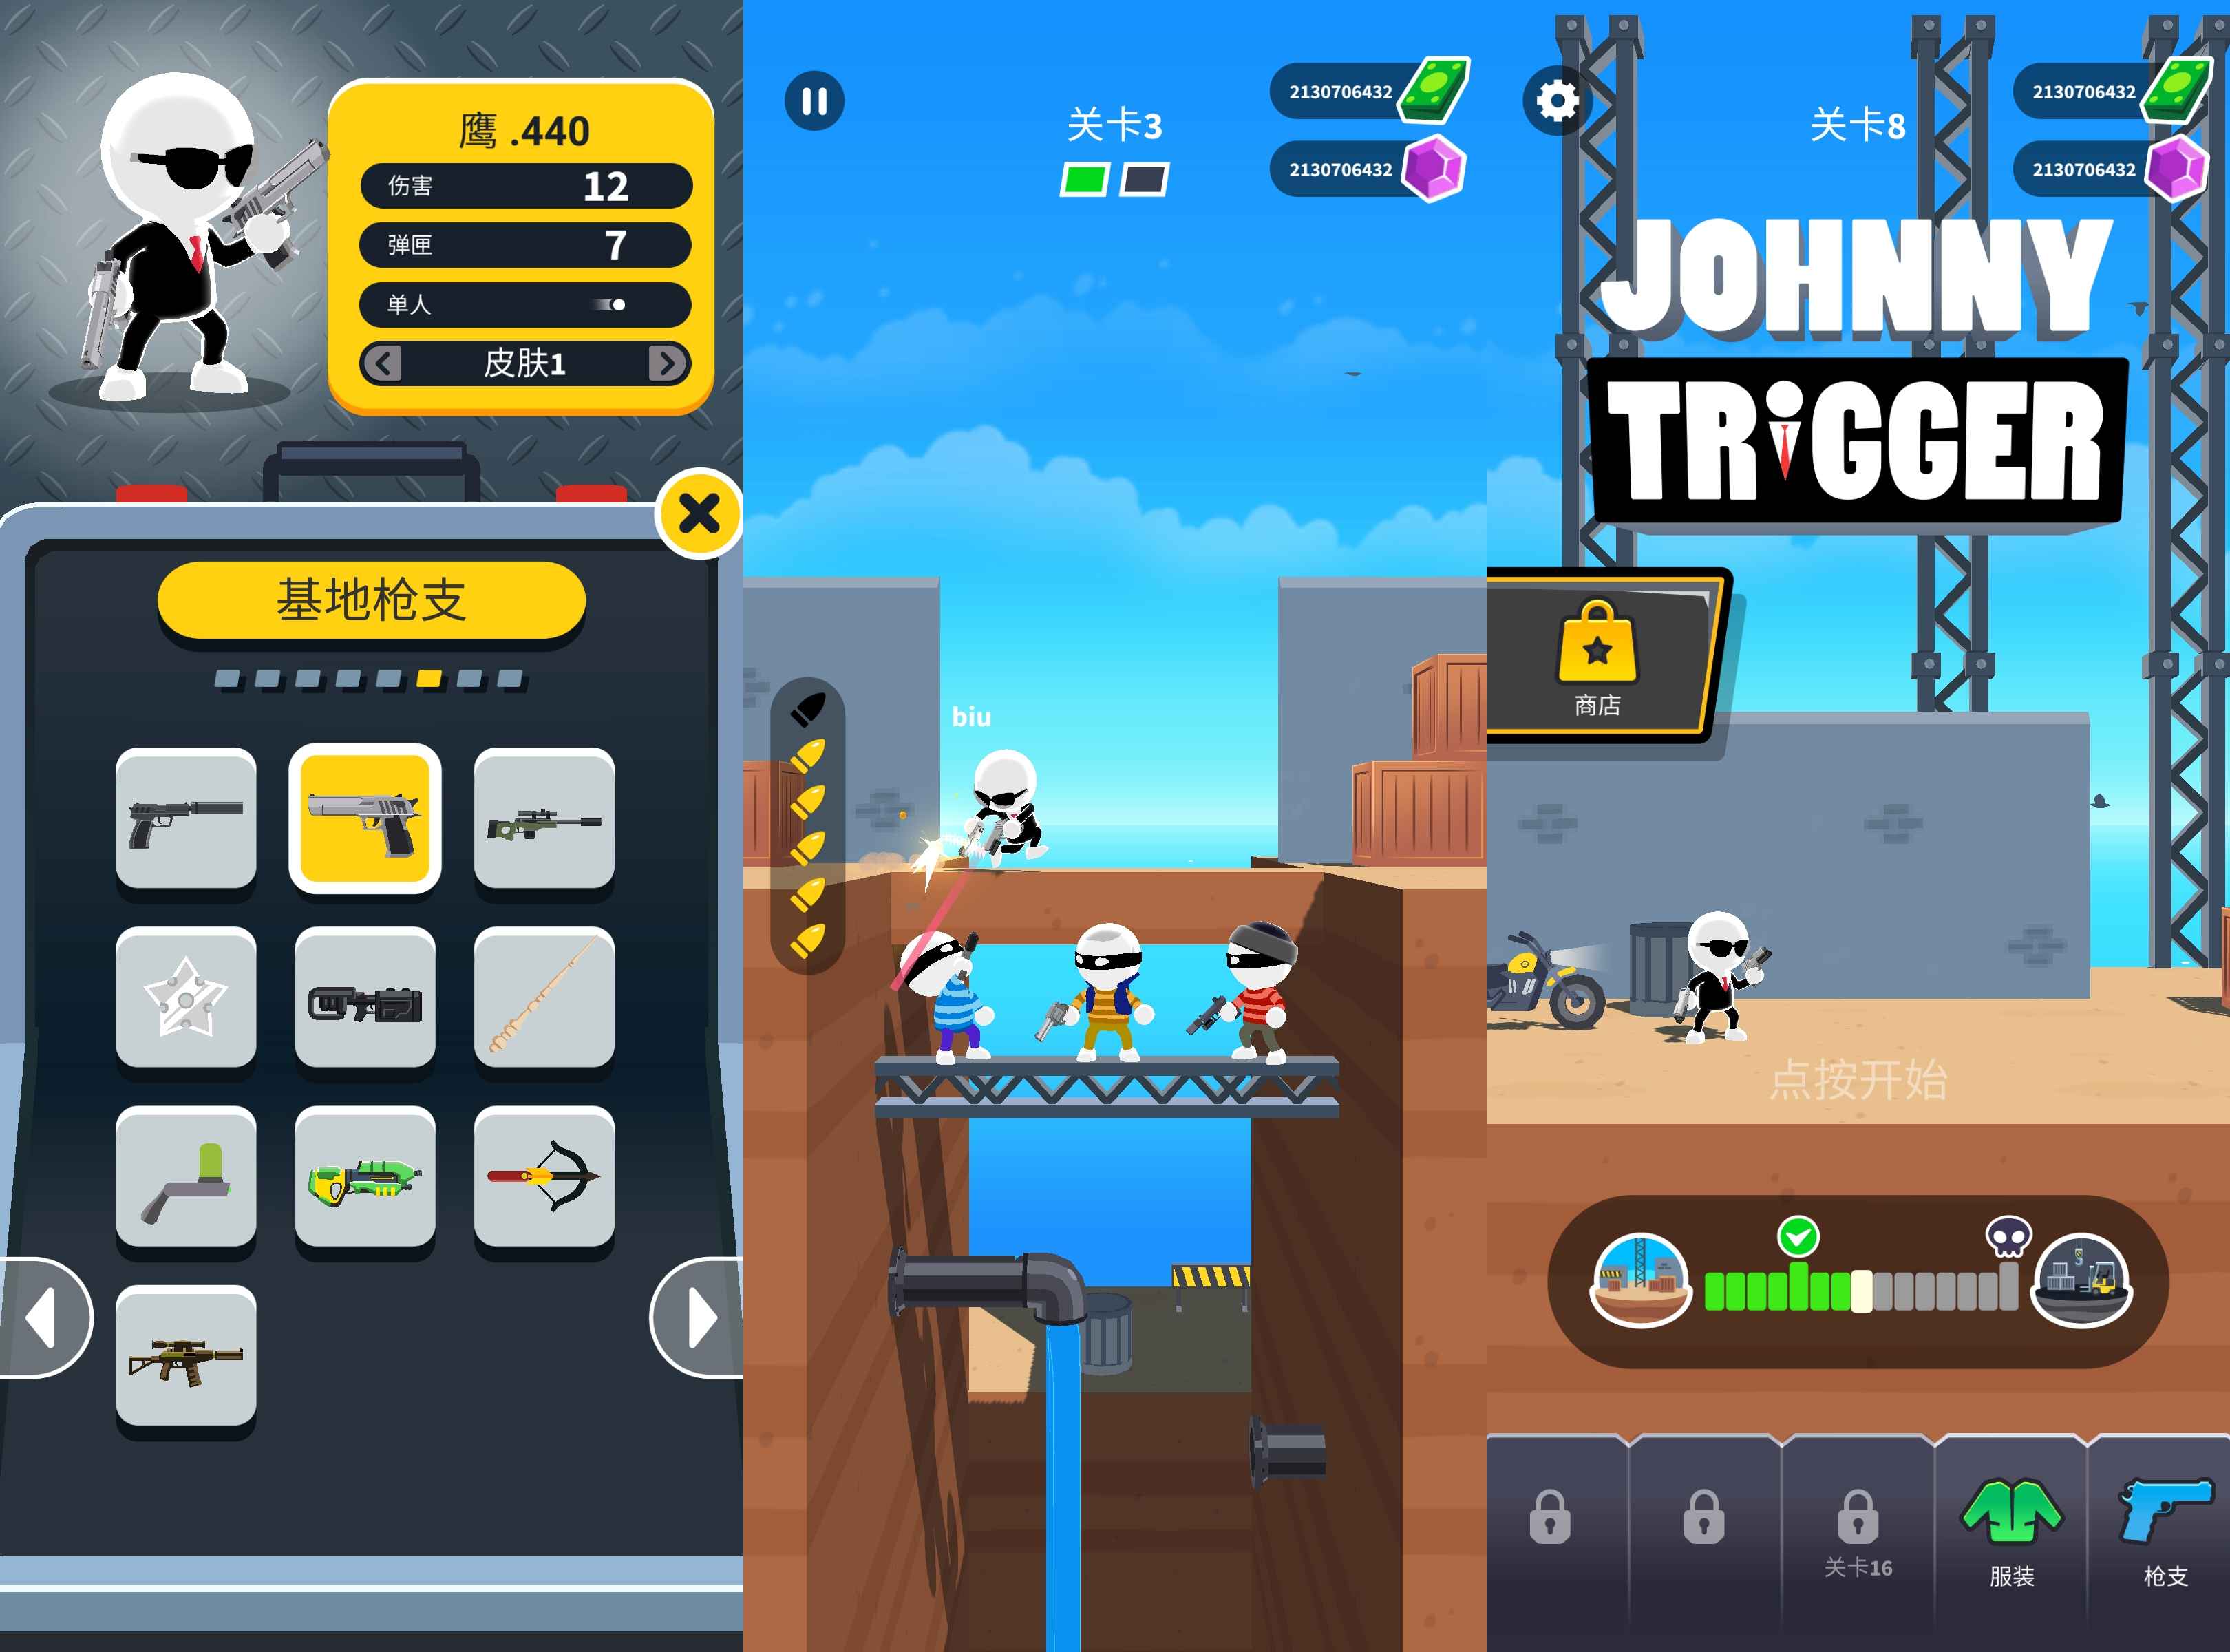 鹰 .440
伤害 12
弹匣 7
单人
皮肤1
基地枪支
关卡3
2130706432
2130706432
biu
关卡8
2130706432
2130706432
JOHNNY
TRiGGER
商店
点按开始
关卡16
服装
枪支